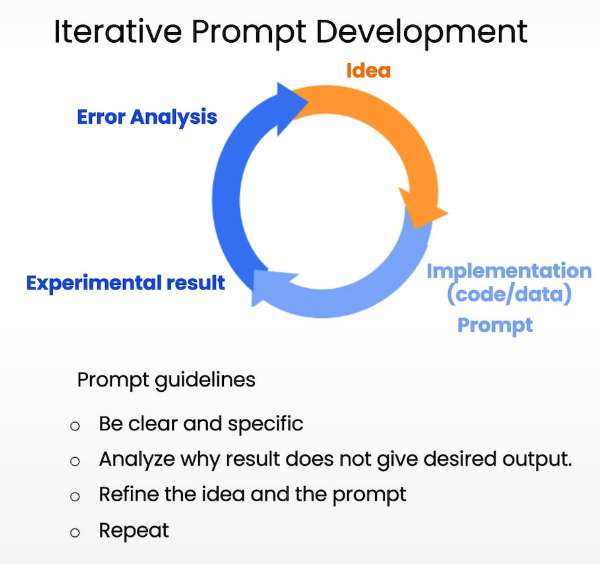 Iterative Prompt Development
Idea
Error Analysis
Implementation
(code/data)
Prompt
Experimental result
Prompt guidelines
o Be clear and specific
o Analyze why result does not give desired output.
o Refine the idea and the prompt
o Repeat